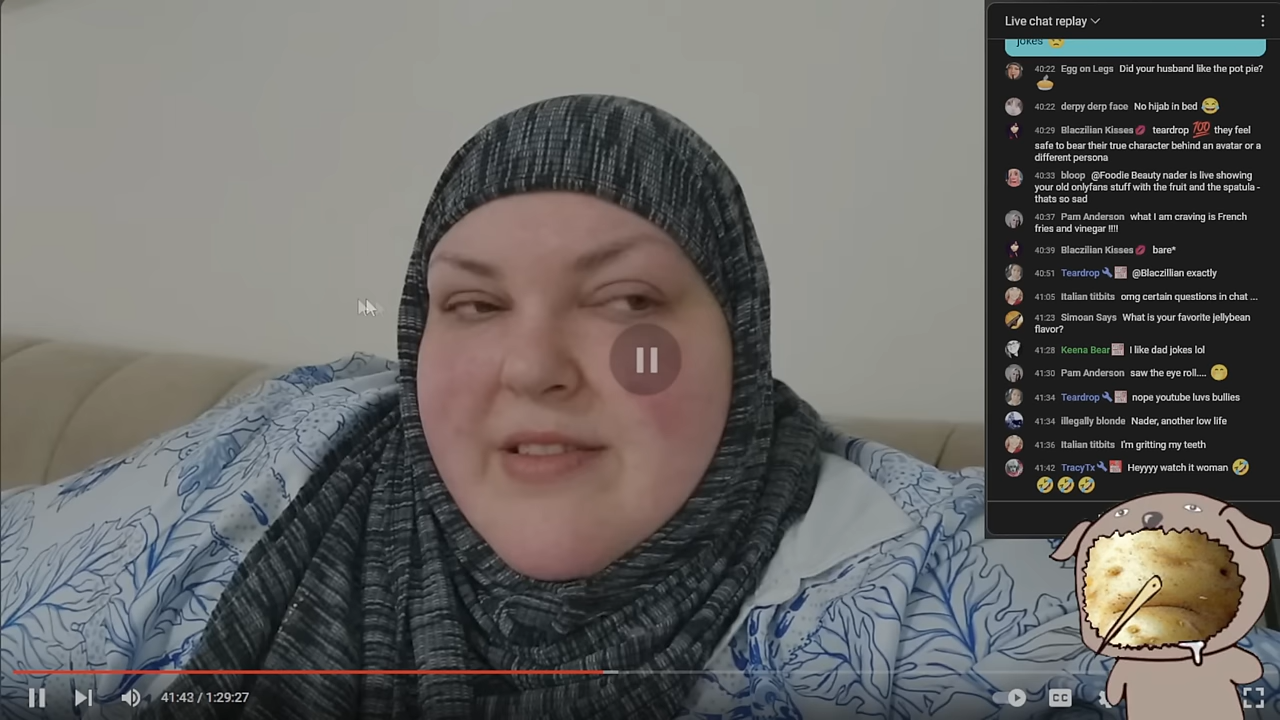 Live chat replay
jokes
40:22 Egg on Legs Did your husband like the pot pie?
40:22 derpy derp face No hijab in bed
40:29 Blaczilian Kisses teardrop 100 they feel
safe to bear their true character behind an avatar or a
different persona
40:33 bloop @Foodie Beauty nader is live showing
your old onlyfans stuff with the fruit and the spatula -
thats so sad
40:37 Pam Anderson what I am craving is French
fries and vinegar !!!!
40:39 Blaczilian Kisses bare*
40:51 Teardrop @Blaczillian exactly
41:05 Italian titbits omg certain questions in chat ...
41:23 Simoan Says What is your favorite jellybean
flavor?
41:28 Keena Bear I like dad jokes lol
41:30 Pam Anderson saw the eye roll....
41:34 Teardrop nope youtube luvs bullies
41:34 illegally blonde Nader, another low life
41:36 Italian titbits I'm gritting my teeth
41:42 TracyTx Heyyyy watch it woman
41:43 / 1:29:27
CC